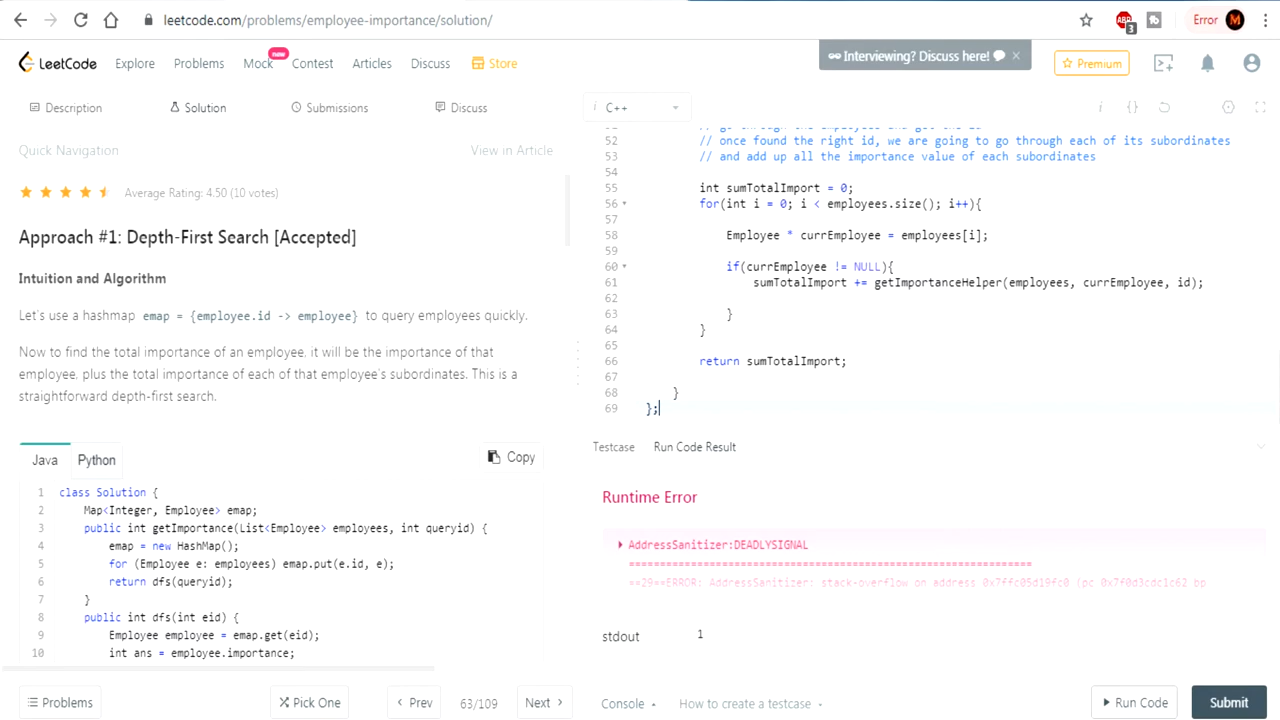 leetcode.com/problems/employee-importance/solution/
ABP
3
Error
M
LeetCode
Explore
Problems
Mock
new
Contest
Articles
Discuss
Store
Interviewing? Discuss here!
×
Premium
Description
Solution
Submissions
Discuss
i
C++
i
{}
Quick Navigation
View in Article
Average Rating: 4.50 (10 votes)
Approach #1: Depth-First Search [Accepted]
Intuition and Algorithm
Let's use a hashmap emap = {employee.id -> employee} to query employees quickly.
Now to find the total importance of an employee, it will be the importance of that
employee, plus the total importance of each of that employee's subordinates. This is a
straightforward depth-first search.
Java
Python
Copy
1 class Solution {
2 Map<Integer, Employee> emap;
3 public int getImportance(List<Employee> employees, int queryid) {
4 emap = new HashMap();
5 for (Employee e: employees) emap.put(e.id, e);
6 return dfs(queryid);
7 }
8 public int dfs(int eid) {
9 Employee employee = emap.get(eid);
10 int ans = employee.importance;
52 // once found the right id, we are going to go through each of its subordinates
53 // and add up all the importance value of each subordinates
54
55 int sumTotalImport = 0;
56 for(int i = 0; i < employees.size(); i++){
57
58 Employee * currEmployee = employees[i];
59
60 if(currEmployee != NULL){
61 sumTotalImport += getImportanceHelper(employees, currEmployee, id);
62
63 }
64 }
65
66 return sumTotalImport;
67
68 }
69 };
Testcase
Run Code Result
Runtime Error
AddressSanitizer:DEADLYSIGNAL
=================================================================
==29==ERROR: AddressSanitizer: stack-overflow on address 0x7ffc05d19fc0 (pc 0x7f0d3cdc1c62 bp
stdout
1
Problems
Pick One
Prev
63/109
Next
Console
How to create a testcase
Run Code
Submit